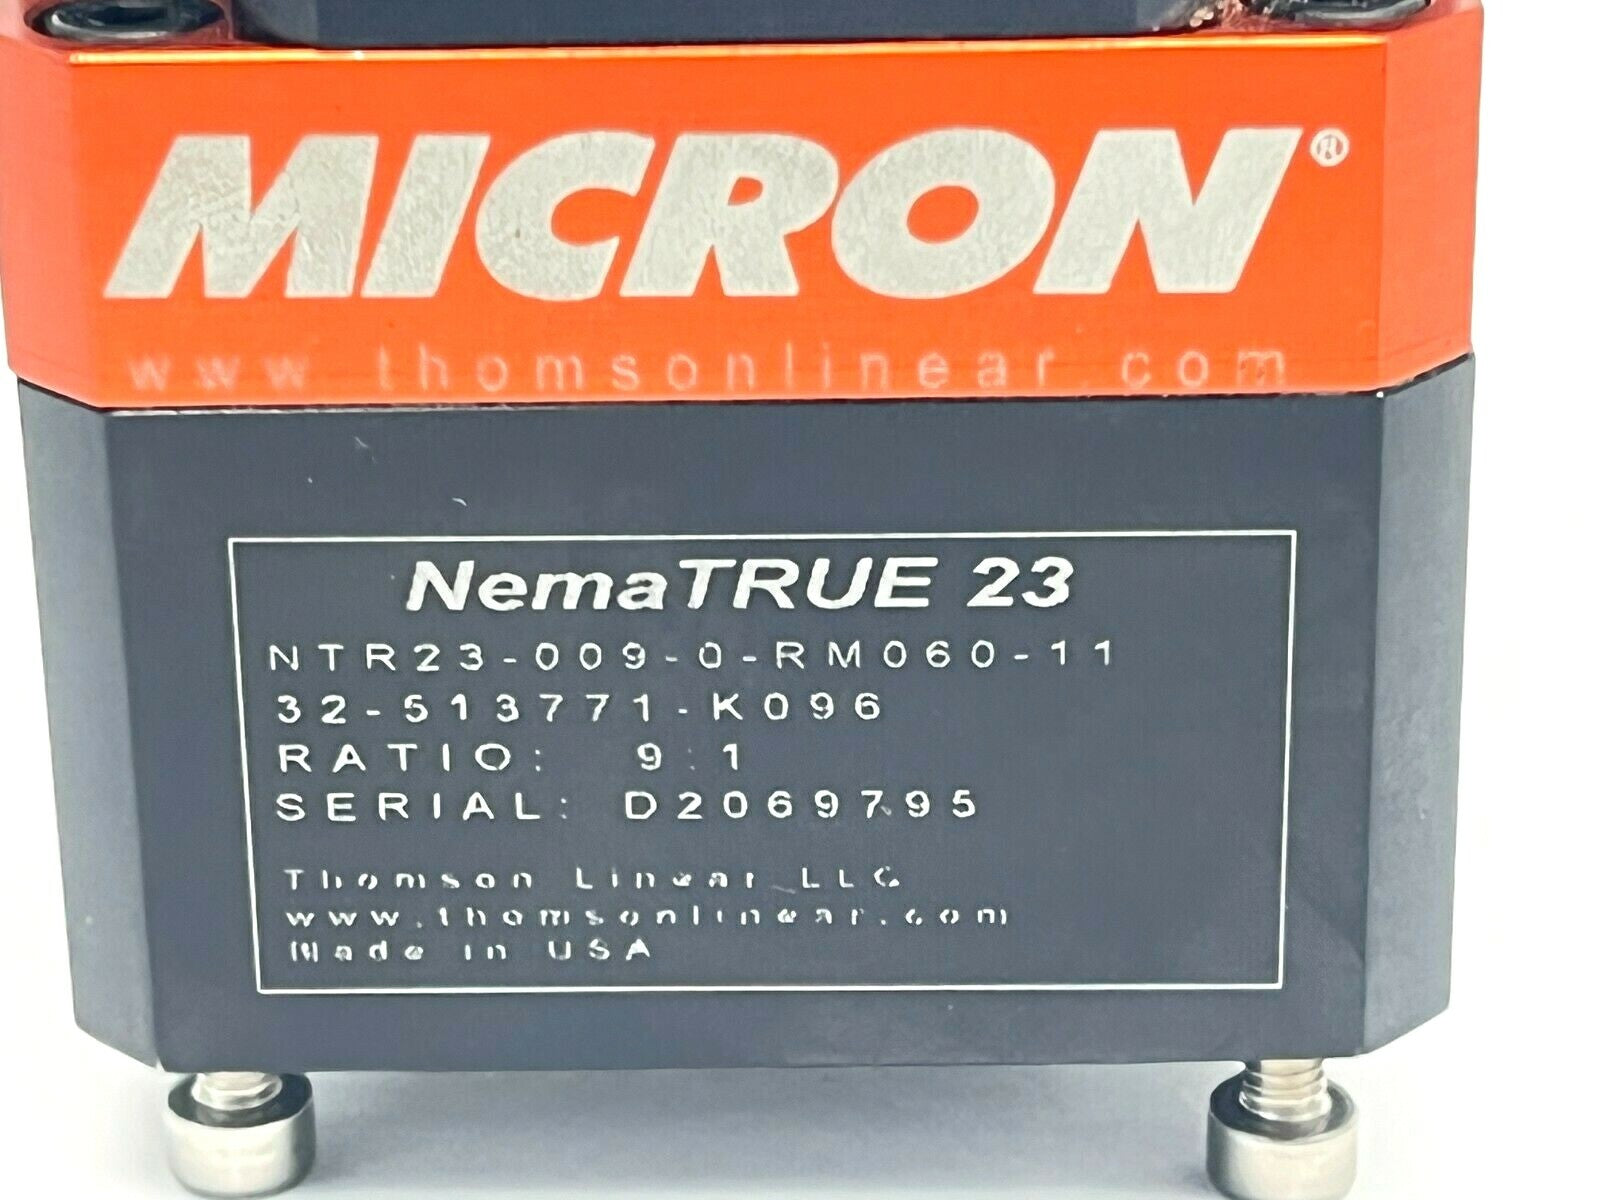 MICRON®
www.thomsonlinear.com
NemaTRUE 23
NTR23-009-0-RM060-11
32-513771-K096
RATIO: 9:1
SERIAL: D2069795
Thomson Linear LLC
www.thomsonlinear.com
Made in USA